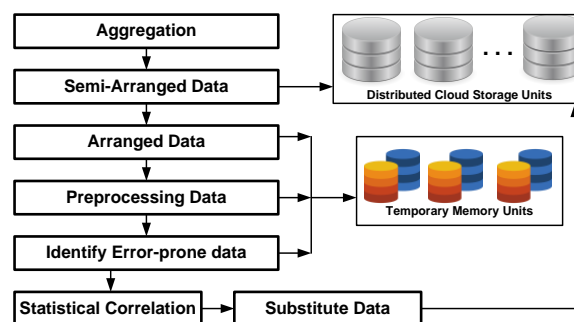 Aggregation
Semi-Arranged Data
Distributed Cloud Storage Units
Arranged Data
Preprocessing Data
Temporary Memory Units
Identify Error-prone data
Statistical Correlation
Substitute Data